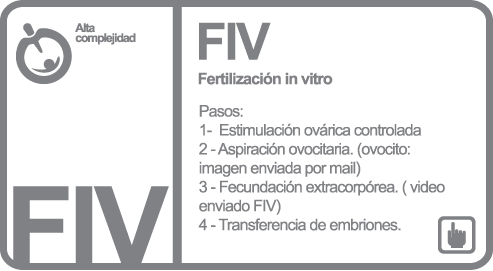 Alta
complejidad
FIV
FIV
Fertilización in vitro
Pasos:
1- Estimulación ovárica controlada
2 - Aspiración ovocitaria. (ovocito:
imagen enviada por mail)
3 - Fecundación extracorpórea. ( video
enviado FIV)
4 - Transferencia de embriones.